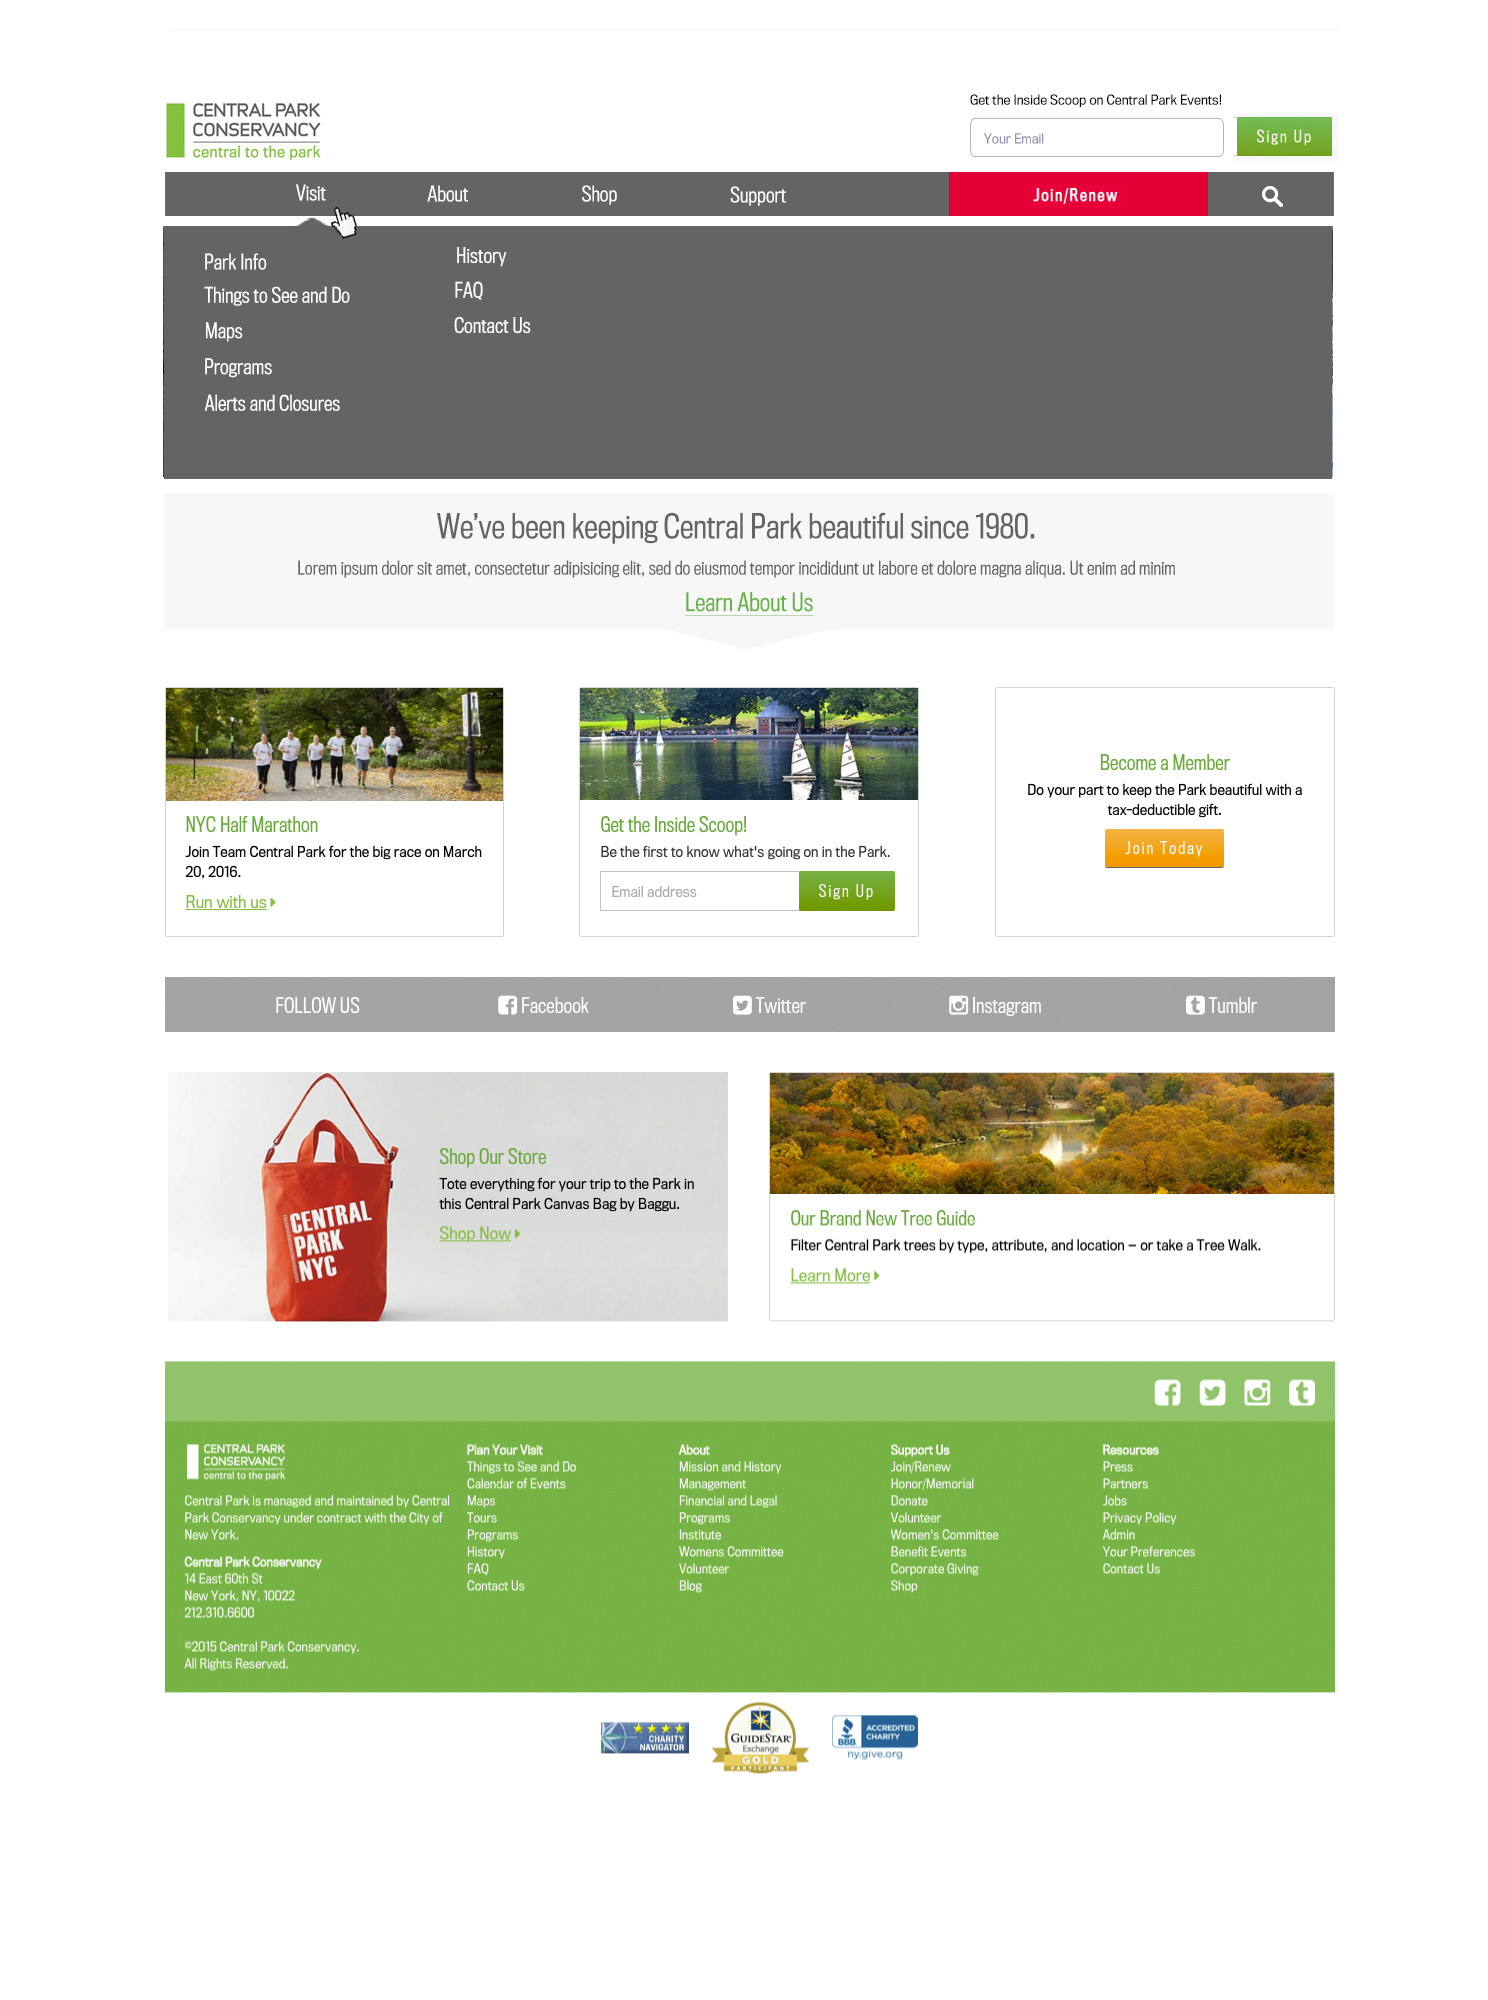 CENTRAL PARK
CONSERVANCY
central to the park
Get the Inside Scoop on Central Park Events!
Your Email
Sign Up
Visit
About
Shop
Support
Join/Renew
Park Info
Things to See and Do
Maps
Programs
Alerts and Closures
History
FAQ
Contact Us
We've been keeping Central Park beautiful since 1980.
Lorem ipsum dolor sit amet, consectetur adipisicing elit, sed do eiusmod tempor incididunt ut labore et dolore magna aliqua. Ut enim ad minim
Learn About Us
NYC Half Marathon
Join Team Central Park for the big race on March
20, 2016.
Run with us
Get the Inside Scoop!
Be the first to know what's going on in the Park.
Email address
Sign Up
Become a Member
Do your part to keep the Park beautiful with a
tax-deductible gift.
Join Today
FOLLOW US
Facebook
Twitter
Instagram
Tumblr
CENTRAL
PARK
NYC
Shop Our Store
Tote everything for your trip to the Park in
this Central Park Canvas Bag by Baggu.
Shop Now
Our Brand New Tree Guide
Filter Central Park trees by type, attribute, and location – or take a Tree Walk.
Learn More
CENTRAL PARK
CONSERVANCY
central to the park
Central Park is managed and maintained by Central
Park Conservancy under contract with the City of
New York.
Central Park Conservancy
14 East 60th St
New York, NY, 10022
212.310.6600
©2015 Central Park Conservancy.
All Rights Reserved.
Plan Your Visit
Things to See and Do
Calendar of Events
Maps
Tours
Programs
History
FAQ
Contact Us
About
Mission and History
Management
Financial and Legal
Programs
Institute
Womens Committee
Volunteer
Blog
Support Us
Join/Renew
Honor/Memorial
Donate
Volunteer
Women's Committee
Benefit Events
Corporate Giving
Shop
Resources
Press
Partners
Jobs
Privacy Policy
Admin
Your Preferences
Contact Us
CHARITY
NAVIGATOR
GUIDESTAR
Exchange
GOLD
PARTICIPANT
BBB
ACCREDITED
CHARITY
ny.give.org